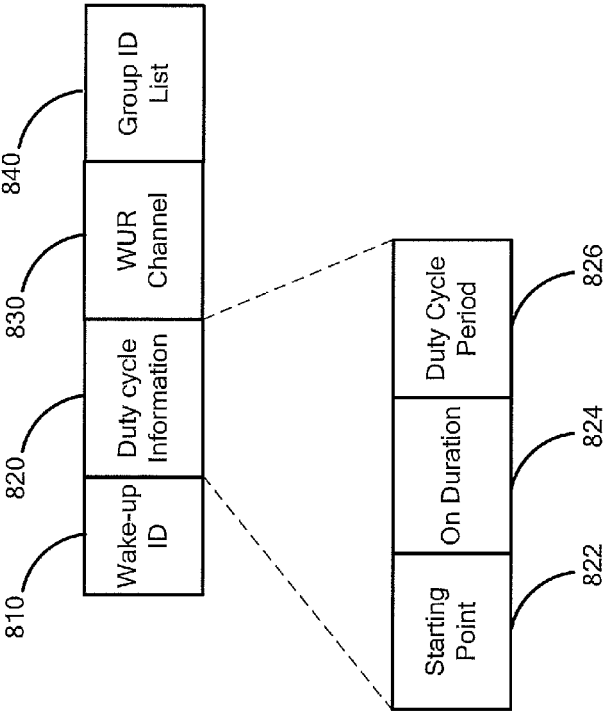 810
820
830
840
Wake-up
ID
Duty cycle
Information
WUR
Channel
Group ID
List
Starting
Point
On Duration
Duty Cycle
Period
822
824
826